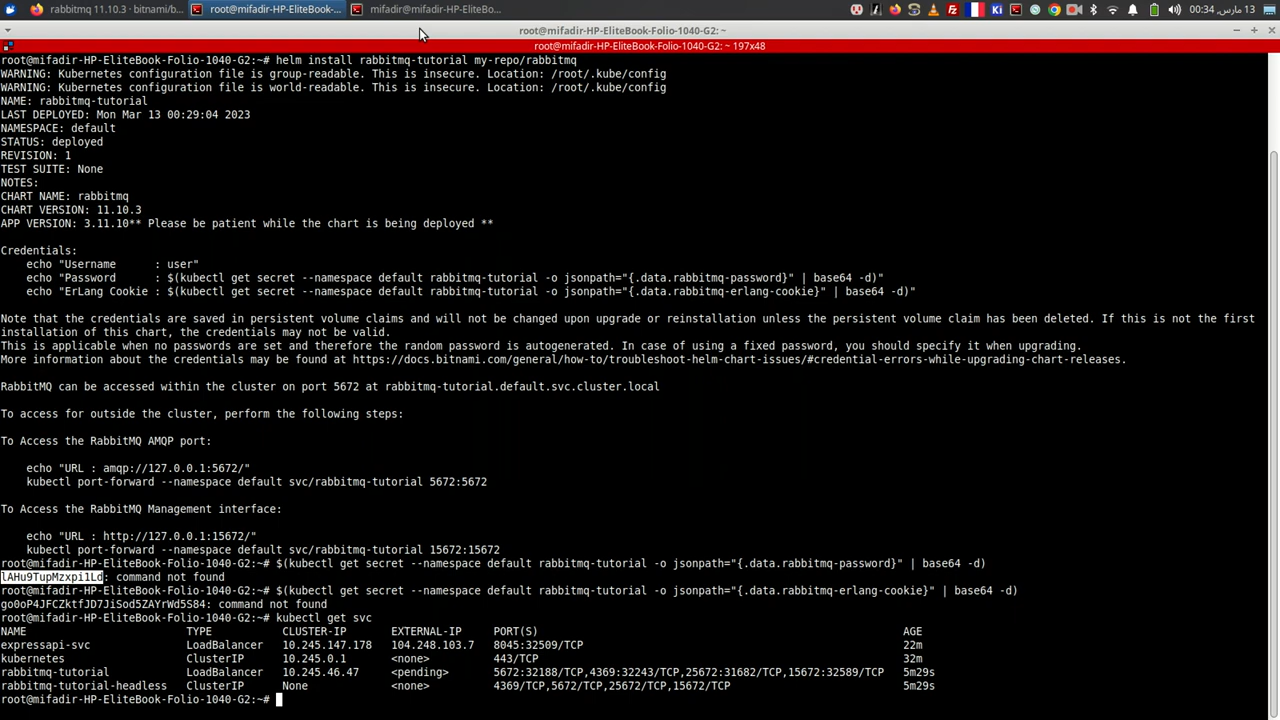 rabbitmq 11.10.3 · bitnami/b...
root@mifadir-HP-EliteBook-...
mifadir@mifadir-HP-EliteBo...
00:34 ,مارس 13
root@mifadir-HP-EliteBook-Folio-1040-G2: ~
root@mifadir-HP-EliteBook-Folio-1040-G2: ~ 197x48
root@mifadir-HP-EliteBook-Folio-1040-G2:~# helm install rabbitmq-tutorial my-repo/rabbitmq
WARNING: Kubernetes configuration file is group-readable. This is insecure. Location: /root/.kube/config
WARNING: Kubernetes configuration file is world-readable. This is insecure. Location: /root/.kube/config
NAME: rabbitmq-tutorial
LAST DEPLOYED: Mon Mar 13 00:29:04 2023
NAMESPACE: default
STATUS: deployed
REVISION: 1
TEST SUITE: None
NOTES:
CHART NAME: rabbitmq
CHART VERSION: 11.10.3
APP VERSION: 3.11.10** Please be patient while the chart is being deployed **
Credentials:
echo "Username      : user"
echo "Password      : $(kubectl get secret --namespace default rabbitmq-tutorial -o jsonpath="{.data.rabbitmq-password}" | base64 -d)"
echo "ErLang Cookie : $(kubectl get secret --namespace default rabbitmq-tutorial -o jsonpath="{.data.rabbitmq-erlang-cookie}" | base64 -d)"
Note that the credentials are saved in persistent volume claims and will not be changed upon upgrade or reinstallation unless the persistent volume claim has been deleted. If this is not the first
installation of this chart, the credentials may not be valid.
This is applicable when no passwords are set and therefore the random password is autogenerated. In case of using a fixed password, you should specify it when upgrading.
More information about the credentials may be found at https://docs.bitnami.com/general/how-to/troubleshoot-helm-chart-issues/#credential-errors-while-upgrading-chart-releases.
RabbitMQ can be accessed within the cluster on port 5672 at rabbitmq-tutorial.default.svc.cluster.local
To access for outside the cluster, perform the following steps:
To Access the RabbitMQ AMQP port:
echo "URL : amqp://127.0.0.1:5672/"
kubectl port-forward --namespace default svc/rabbitmq-tutorial 5672:5672
To Access the RabbitMQ Management interface:
echo "URL : http://127.0.0.1:15672/"
kubectl port-forward --namespace default svc/rabbitmq-tutorial 15672:15672
root@mifadir-HP-EliteBook-Folio-1040-G2:~# $(kubectl get secret --namespace default rabbitmq-tutorial -o jsonpath="{.data.rabbitmq-password}" | base64 -d)
lAHu9TupMzxpi1Ld: command not found
root@mifadir-HP-EliteBook-Folio-1040-G2:~# $(kubectl get secret --namespace default rabbitmq-tutorial -o jsonpath="{.data.rabbitmq-erlang-cookie}" | base64 -d)
go0oP4JFCZktfJD7JiSod5ZAYrWd5S84: command not found
root@mifadir-HP-EliteBook-Folio-1040-G2:~# kubectl get svc
NAME TYPE CLUSTER-IP EXTERNAL-IP PORT(S) AGE
expressapi-svc LoadBalancer 10.245.147.178 104.248.103.7 8045:32509/TCP 22m
kubernetes ClusterIP 10.245.0.1 <none> 443/TCP 32m
rabbitmq-tutorial LoadBalancer 10.245.46.47 <pending> 5672:32188/TCP,4369:32243/TCP,25672:31682/TCP,15672:32589/TCP 5m29s
rabbitmq-tutorial-headless ClusterIP None <none> 4369/TCP,5672/TCP,25672/TCP,15672/TCP 5m29s
root@mifadir-HP-EliteBook-Folio-1040-G2:~#